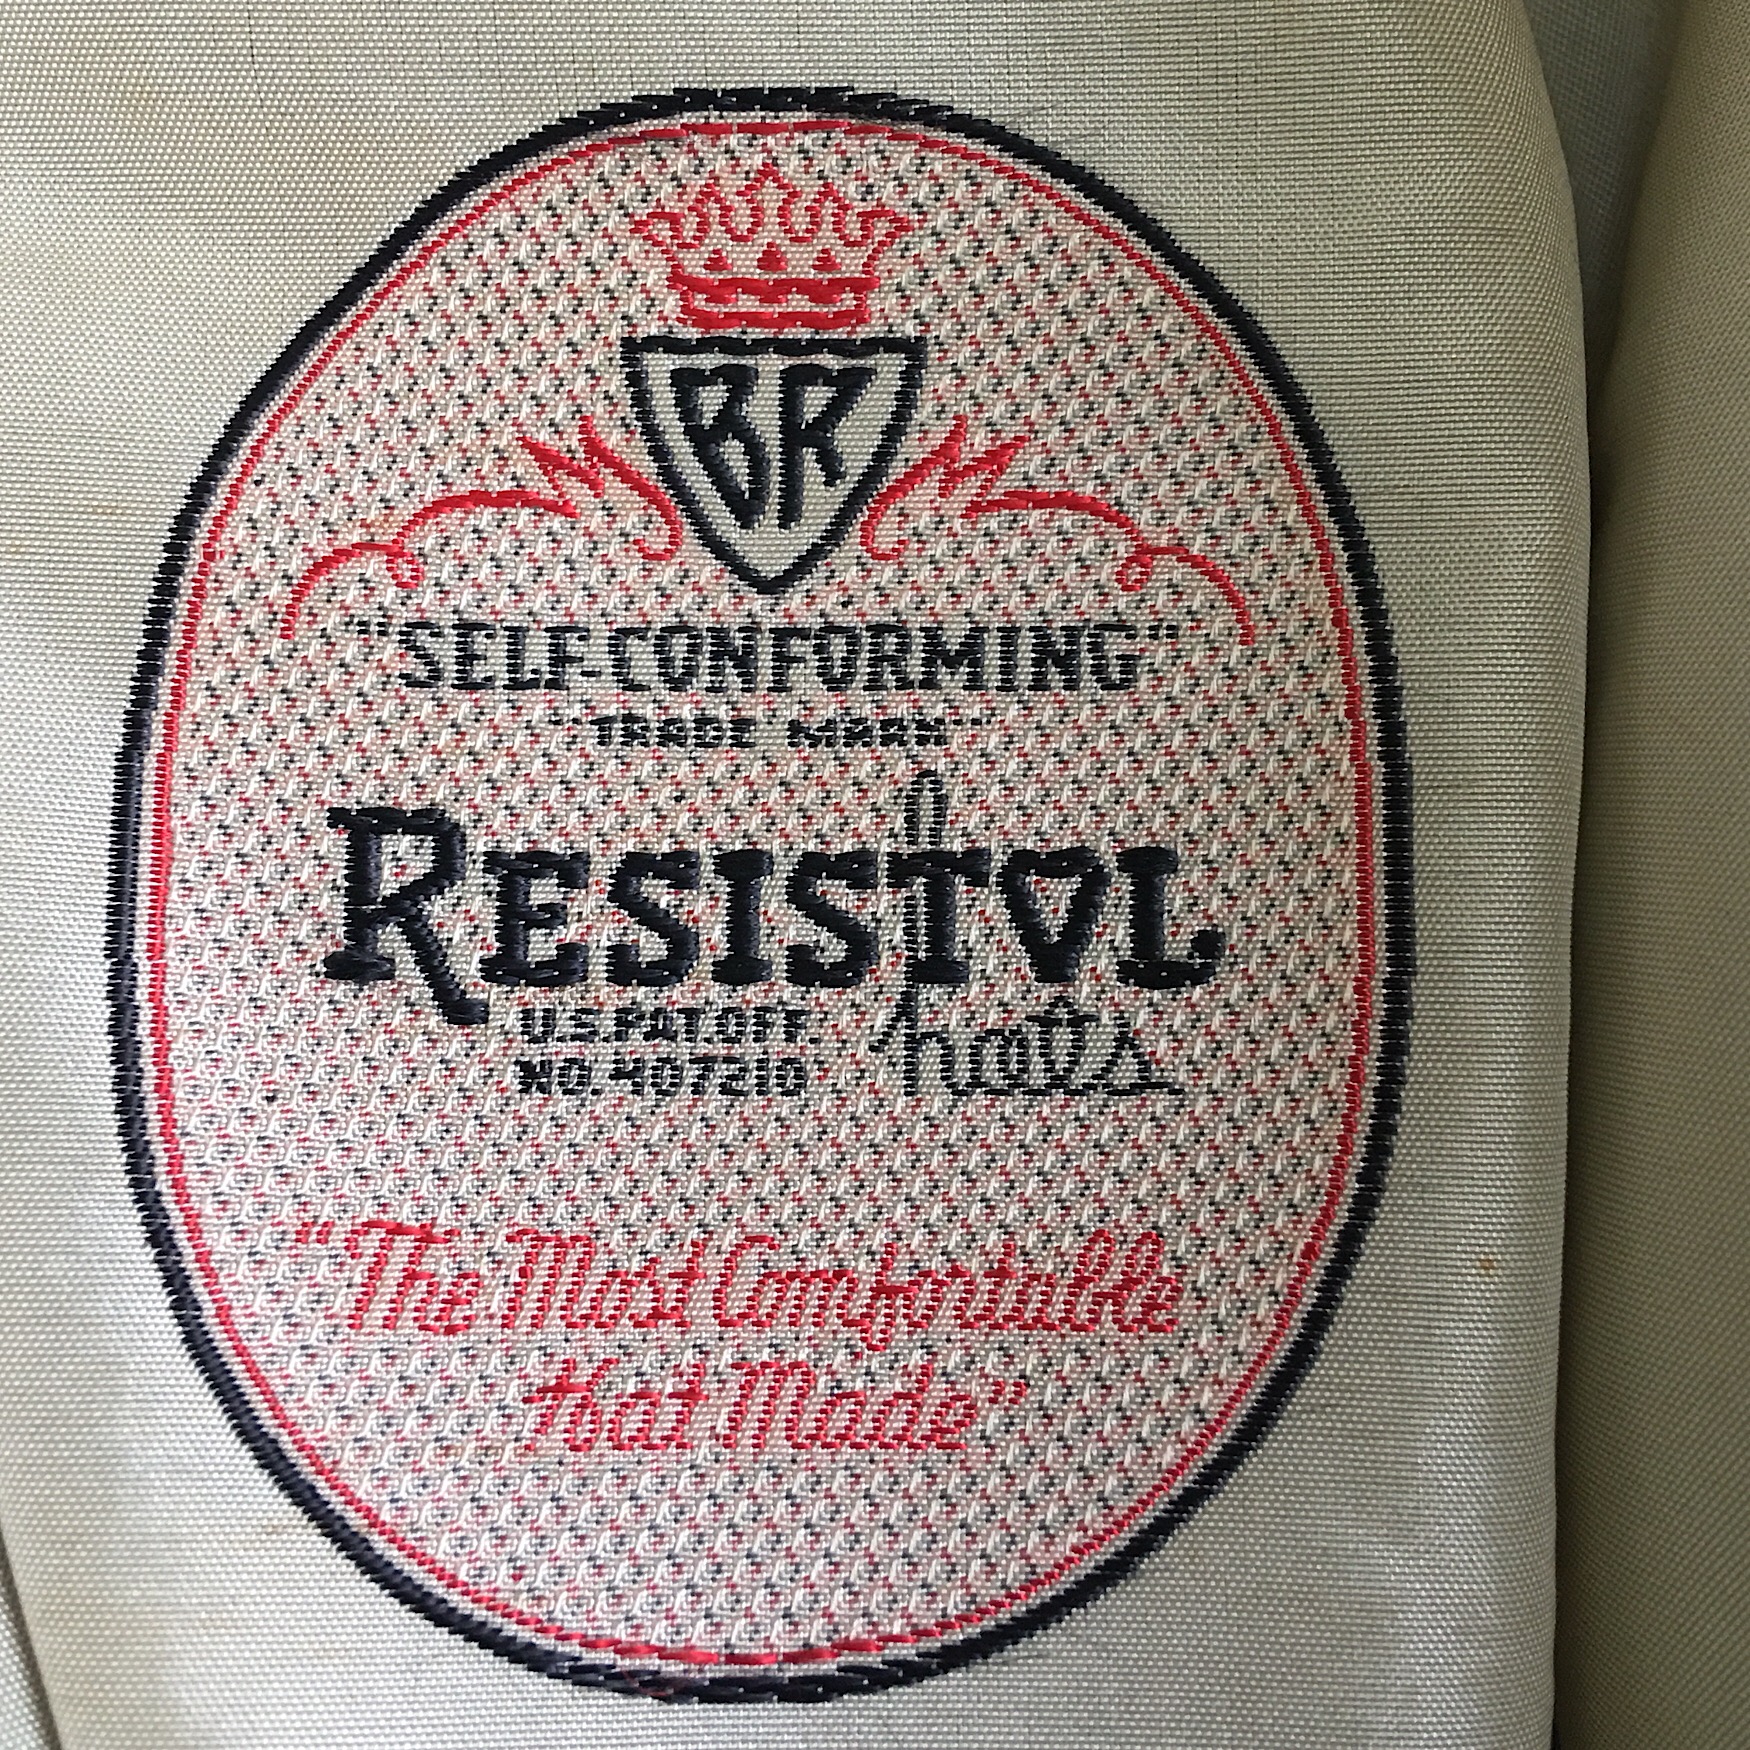 BR
"SELF-CONFORMING"
"TRADE MARK"
RESISTOL
hats
U.S. PAT. OFF
NO. 407210
"The Most Comfortable
Hat Made"